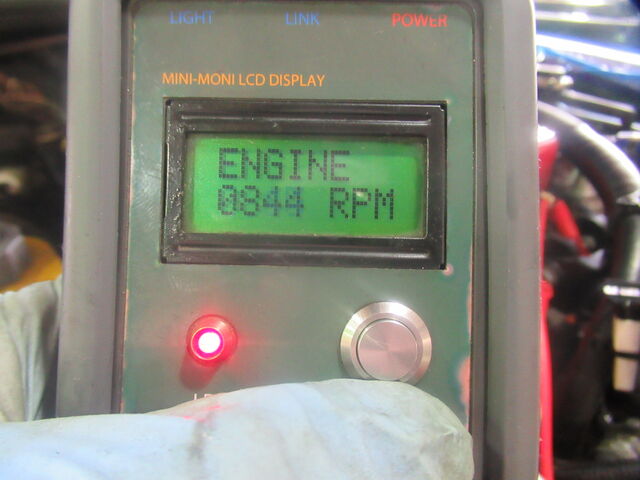 LIGHT LINK POWER
MINI-MONI LCD DISPLAY
ENGINE
0844 RPM